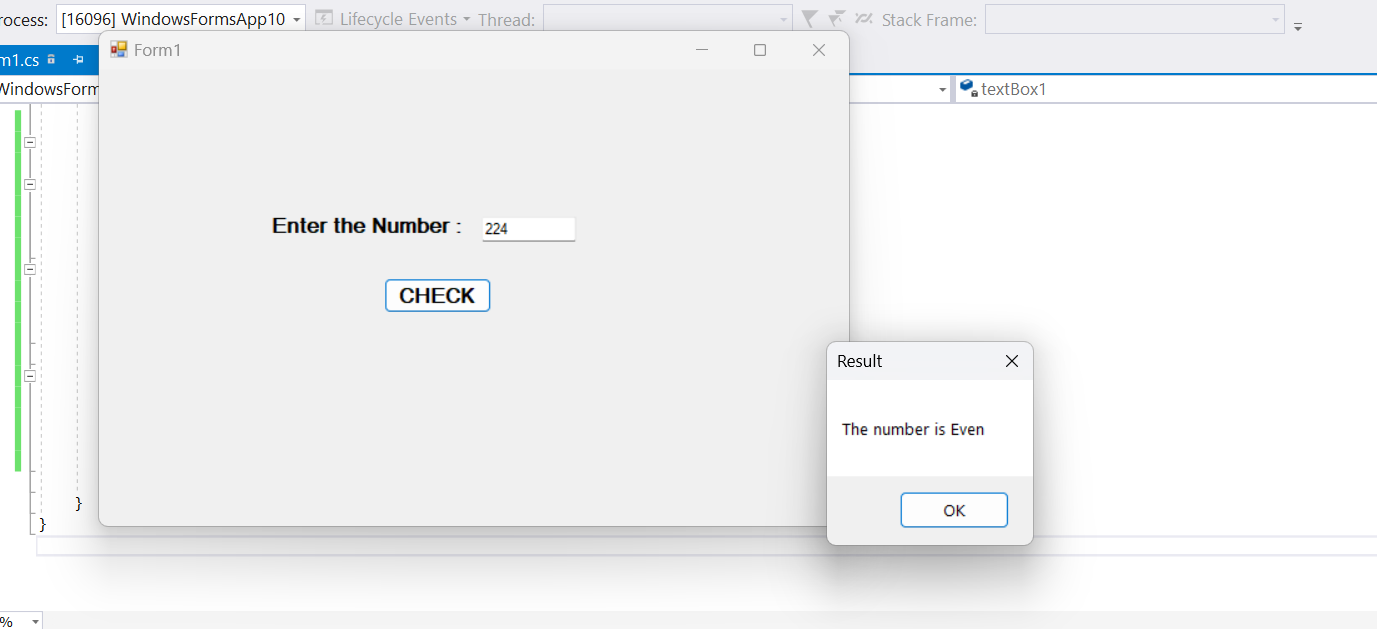 rocess: [16096] WindowsFormsApp10 Lifecycle Events Thread: Stack Frame:
m1.cs
Form1
WindowsForm
textBox1
Enter the Number :
224
CHECK
Result
The number is Even
OK
}
}
%